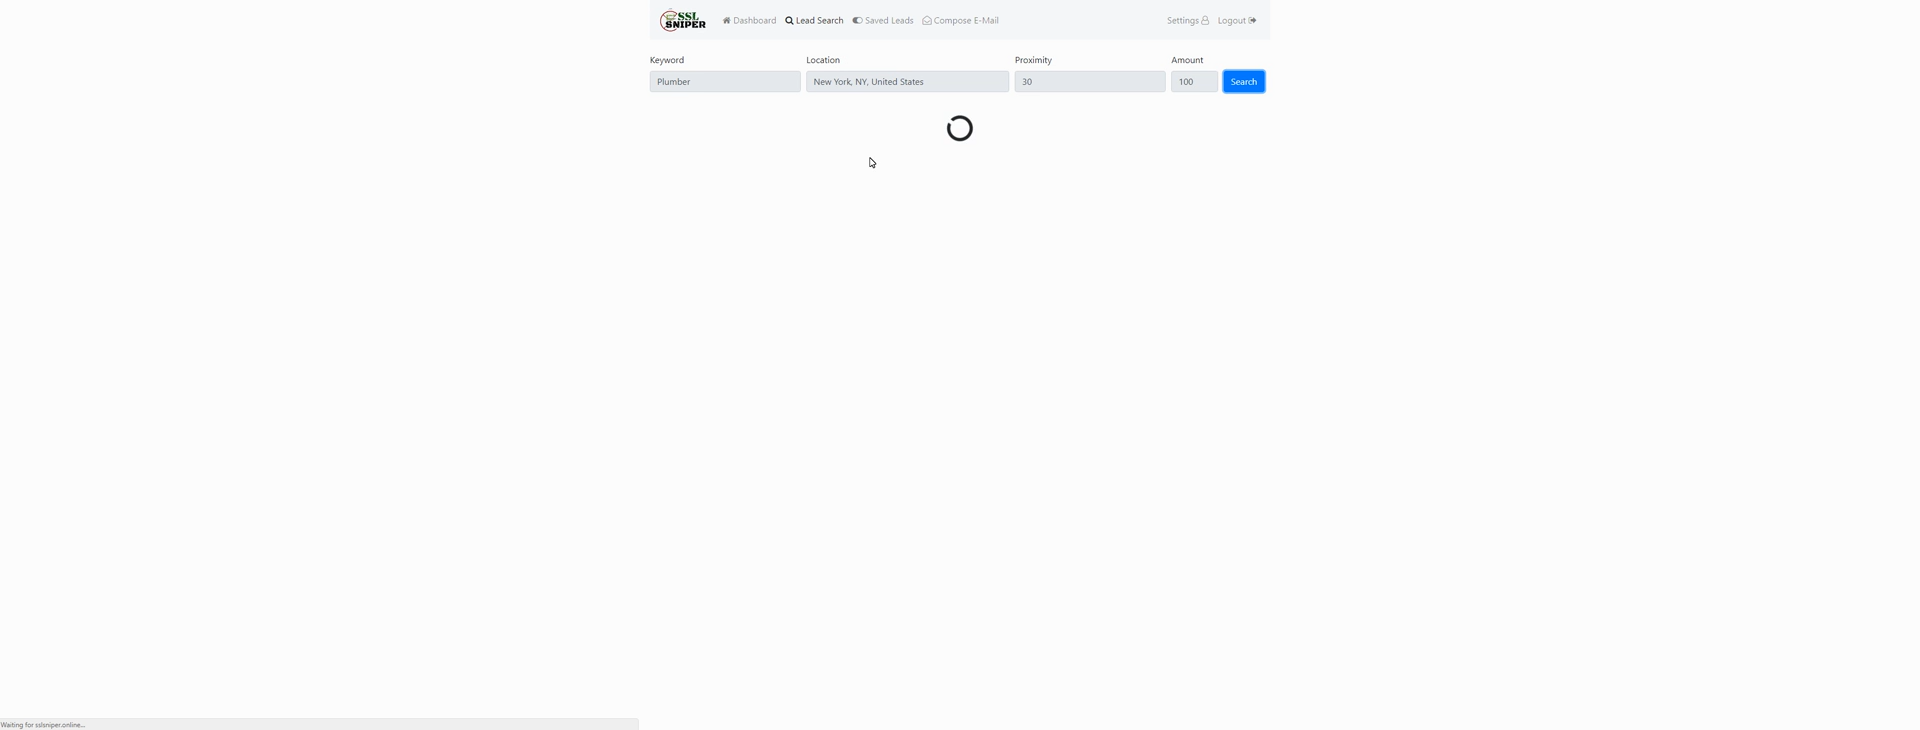 SSL
SNIPER
Dashboard
Lead Search
Saved Leads
Compose E-Mail
Settings
Logout
Keyword
Location
Proximity
Amount
Plumber
New York, NY, United States
30
100
Search
Waiting for sslsniper.online...